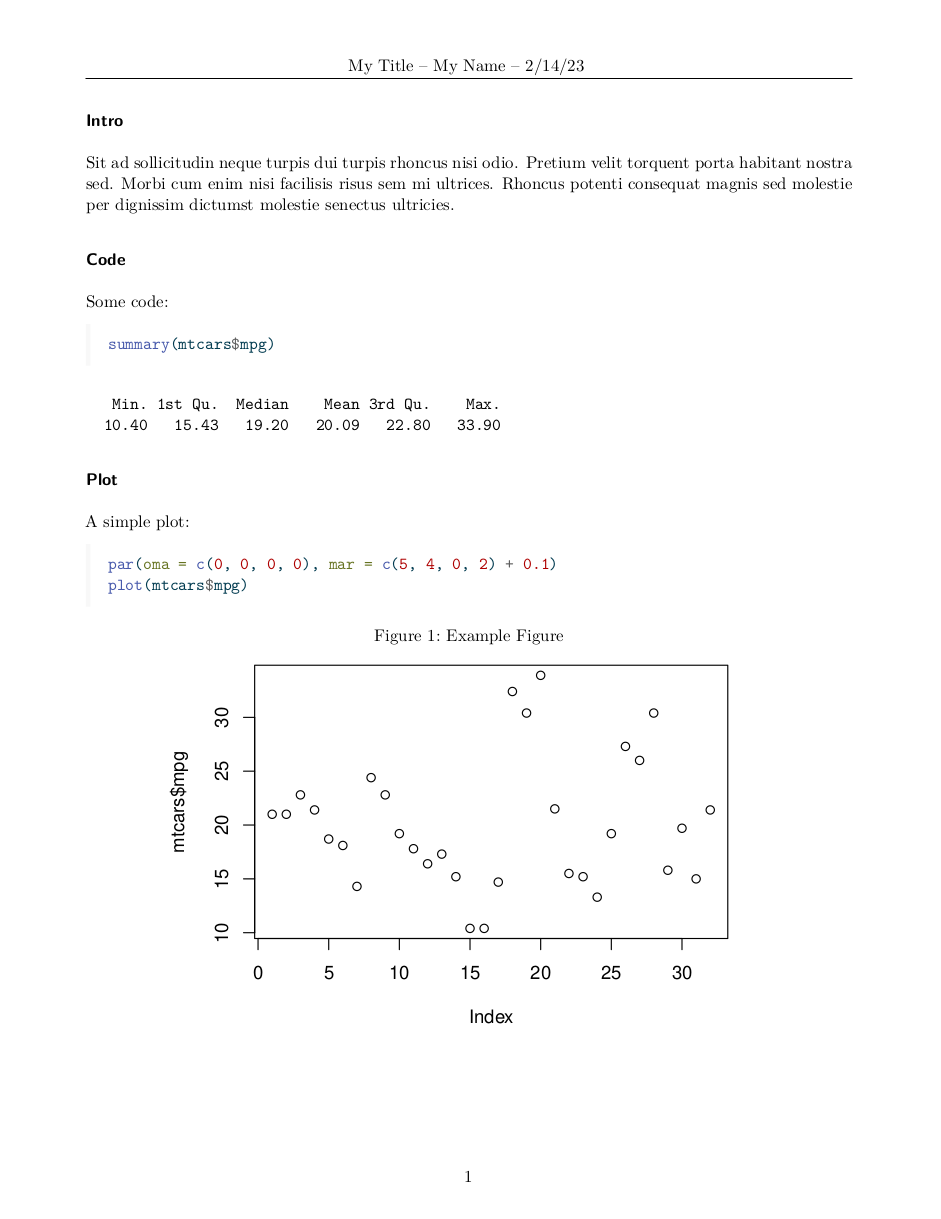 My Title – My Name – 2/14/23
Intro
Sit ad sollicitudin neque turpis dui turpis rhoncus nisi odio. Pretium velit torquent porta habitant nostra
sed. Morbi cum enim nisi facilisis risus sem mi ultrices. Rhoncus potenti consequat magnis sed molestie
per dignissim dictumst molestie senectus ultricies.
Code
Some code:
summary(mtcars$mpg)
Min. 1st Qu. Median Mean 3rd Qu. Max.
10.40 15.43 19.20 20.09 22.80 33.90
Plot
A simple plot:
par(oma = c(0, 0, 0, 0), mar = c(5, 4, 0, 2) + 0.1)
plot(mtcars$mpg)
Figure 1: Example Figure
mtcars$mpg
30
25
20
15
10
0 5 10 15 20 25 30
Index
1